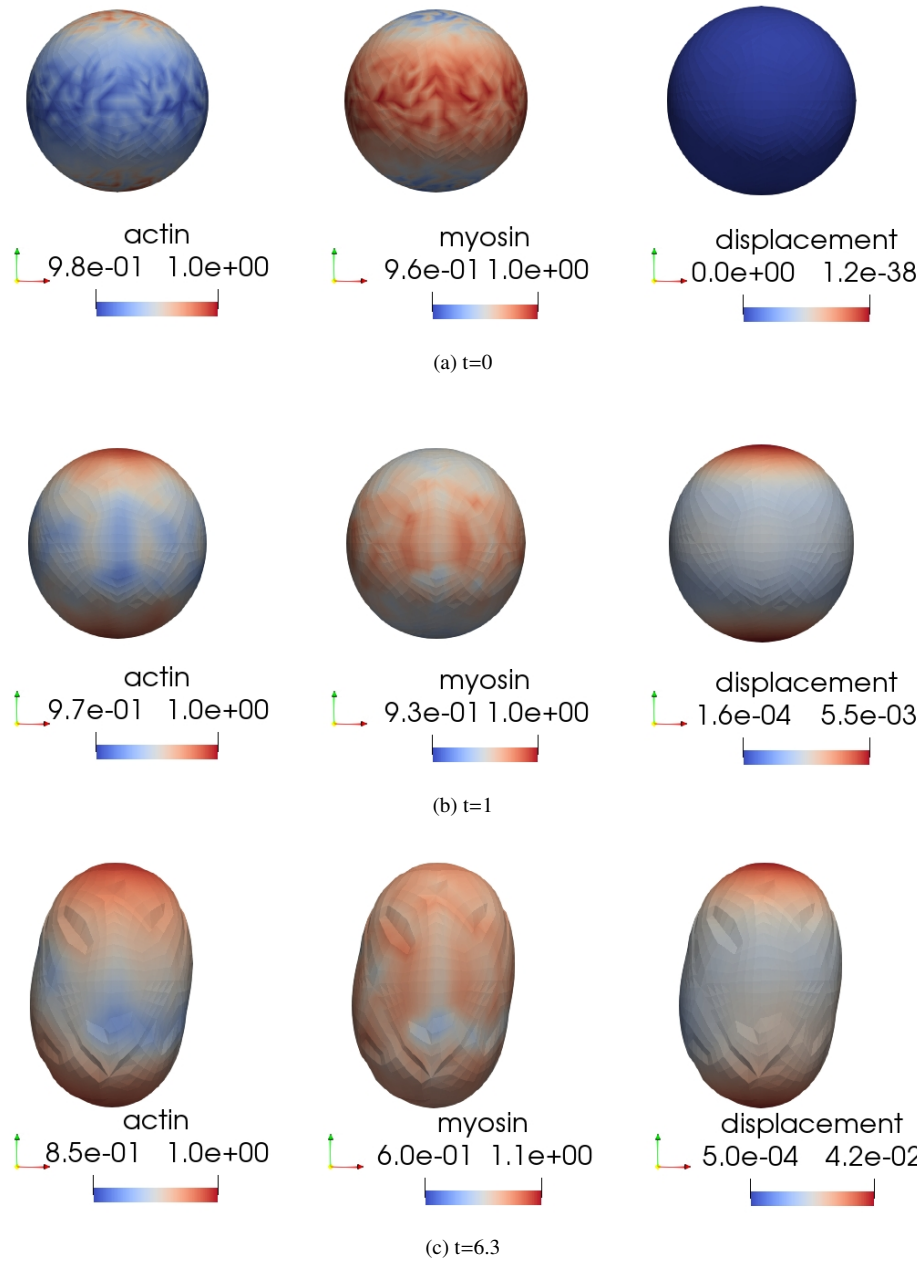 actin
9.8e-01 1.0e+00
myosin
9.6e-01 1.0e+00
displacement
0.0e+00 1.2e-38
(a) t=0
actin
9.7e-01 1.0e+00
myosin
9.3e-01 1.0e+00
displacement
1.6e-04 5.5e-03
(b) t=1
actin
8.5e-01 1.0e+00
myosin
6.0e-01 1.1e+00
displacement
5.0e-04 4.2e-02
(c) t=6.3